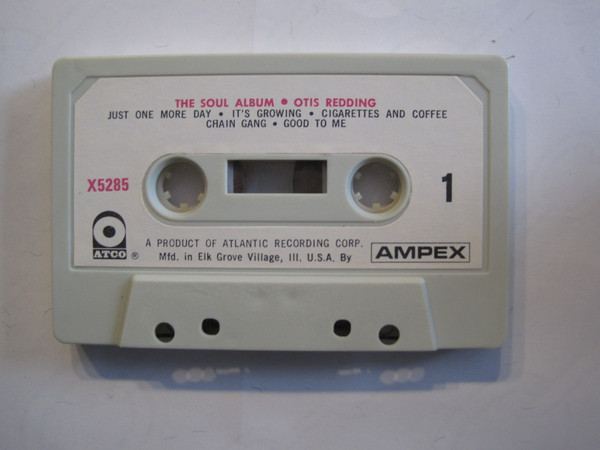 THE SOUL ALBUM • OTIS REDDING
JUST ONE MORE DAY • IT'S GROWING • CIGARETTES AND COFFEE
CHAIN GANG • GOOD TO ME
X5285
1
ATCO ®
A PRODUCT OF ATLANTIC RECORDING CORP.
Mfd. in Elk Grove Village, Ill. U.S.A. By
AMPEX